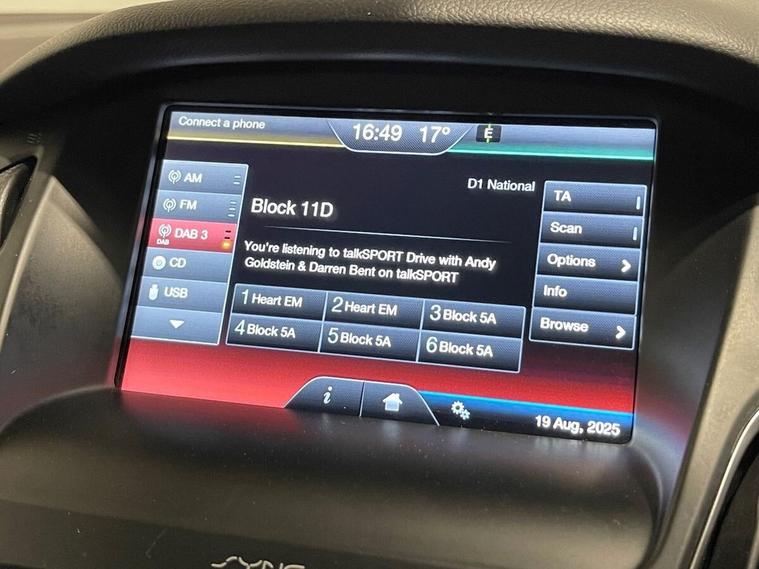 Connect a phone
16:49 17° E
D1 National
Block 11D
You're listening to talkSPORT Drive with Andy
Goldstein & Darren Bent on talkSPORT
AM
FM
DAB 3
DAB
CD
USB
1 Heart EM 2 Heart EM 3 Block 5A
4 Block 5A 5 Block 5A 6 Block 5A
TA
Scan
Options
Info
Browse
i
19 Aug, 2025
SYNC